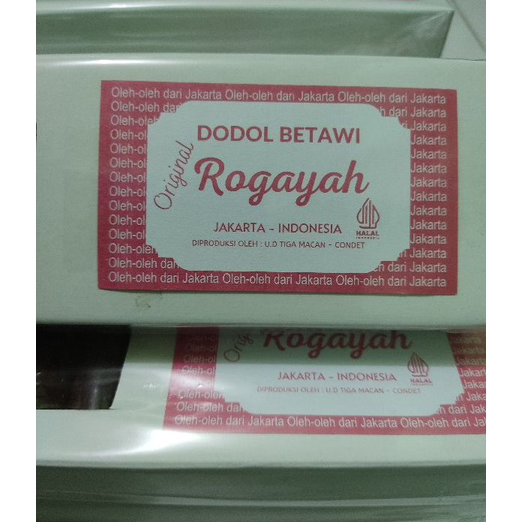 Oleh-oleh dari Jakarta Oleh-oleh dari Jakarta Oleh-oleh dari Jakarta
DODOL BETAWI
Original
Rogayah
JAKARTA - INDONESIA
HALAL
INDONESIA
DIPRODUKSI OLEH : U.D TIGA MACAN - CONDET
Oleh-oleh dari Jakarta Oleh-oleh dari Jakarta Oleh-oleh dari Jakarta
Rogayah
JAKARTA - INDONESIA
HALAL
DIPRODUKSI OLEH : U.D TIGA MACAN - CONDET
dari Jakarta Oleh-oleh dari Jakarta